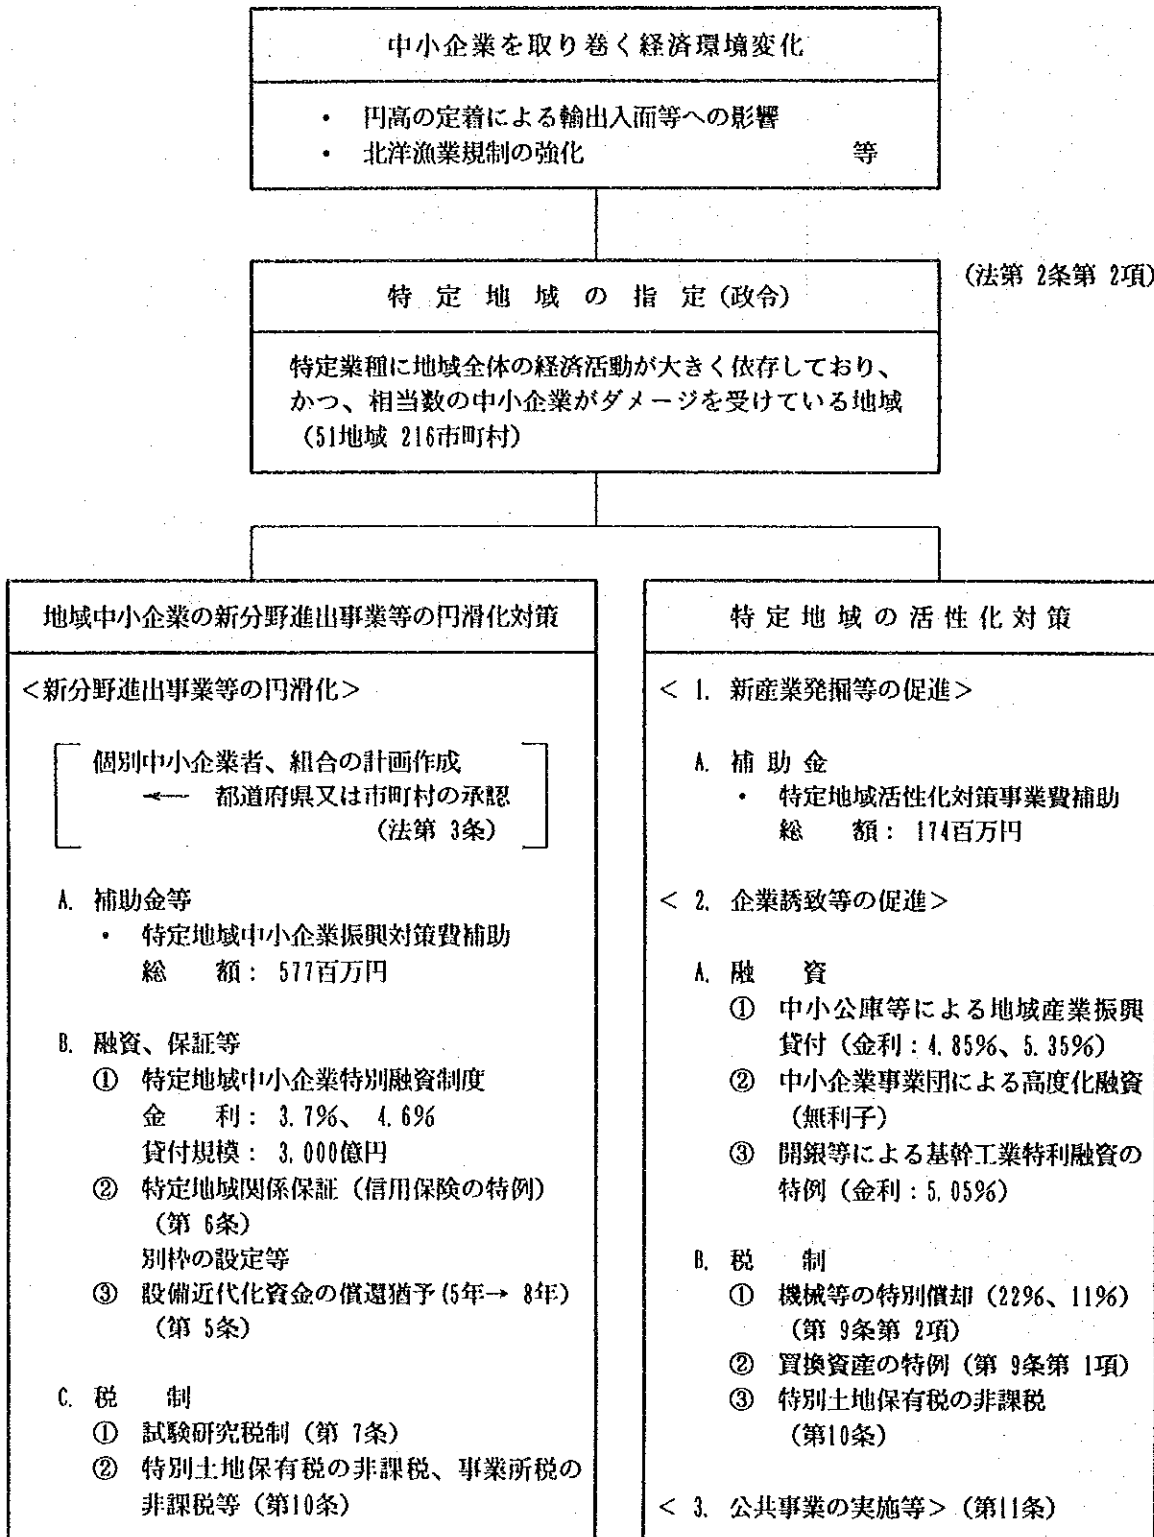 中小企業を取り巻く経済環境変化
・ 円高の定着による輸出入面等への影響
・ 北洋漁業規制の強化 等
特定地域の指定(政令)
(法第2条第2項)
特定業種に地域全体の経済活動が大きく依存しており、
かつ、相当数の中小企業がダメージを受けている地域
(51地域 216市町村)
地域中小企業の新分野進出事業等の円滑化対策
<新分野進出事業等の円滑化>
個別中小企業者、組合の計画作成
← 都道府県又は市町村の承認
(法第3条)
A. 補助金等
・ 特定地域中小企業振興対策費補助
総 額: 577百万円
B. 融資、保証等
① 特定地域中小企業特別融資制度
金 利: 3.7%、 4.6%
貸付規模: 3,000億円
② 特定地域関係保証(信用保険の特例)
(第6条)
別枠の設定等
③ 設備近代化資金の償還猶予(5年→8年)
(第5条)
C. 税 制
① 試験研究税制(第7条)
② 特別土地保有税の非課税、事業所税の
非課税等(第10条)
特定地域の活性化対策
< 1. 新産業発掘等の促進>
A. 補助金
・ 特定地域活性化対策事業費補助
総 額: 174百万円
< 2. 企業誘致等の促進>
A. 融 資
① 中小公庫等による地域産業振興
貸付(金利:4.85%、5.35%)
② 中小企業事業団による高度化融資
(無利子)
③ 開銀等による基幹工業特利融資の
特例(金利:5.05%)
B. 税 制
① 機械等の特別償却(22%、11%)
(第9条第2項)
② 買換資産の特例(第9条第1項)
③ 特別土地保有税の非課税
(第10条)
< 3. 公共事業の実施等>(第11条)